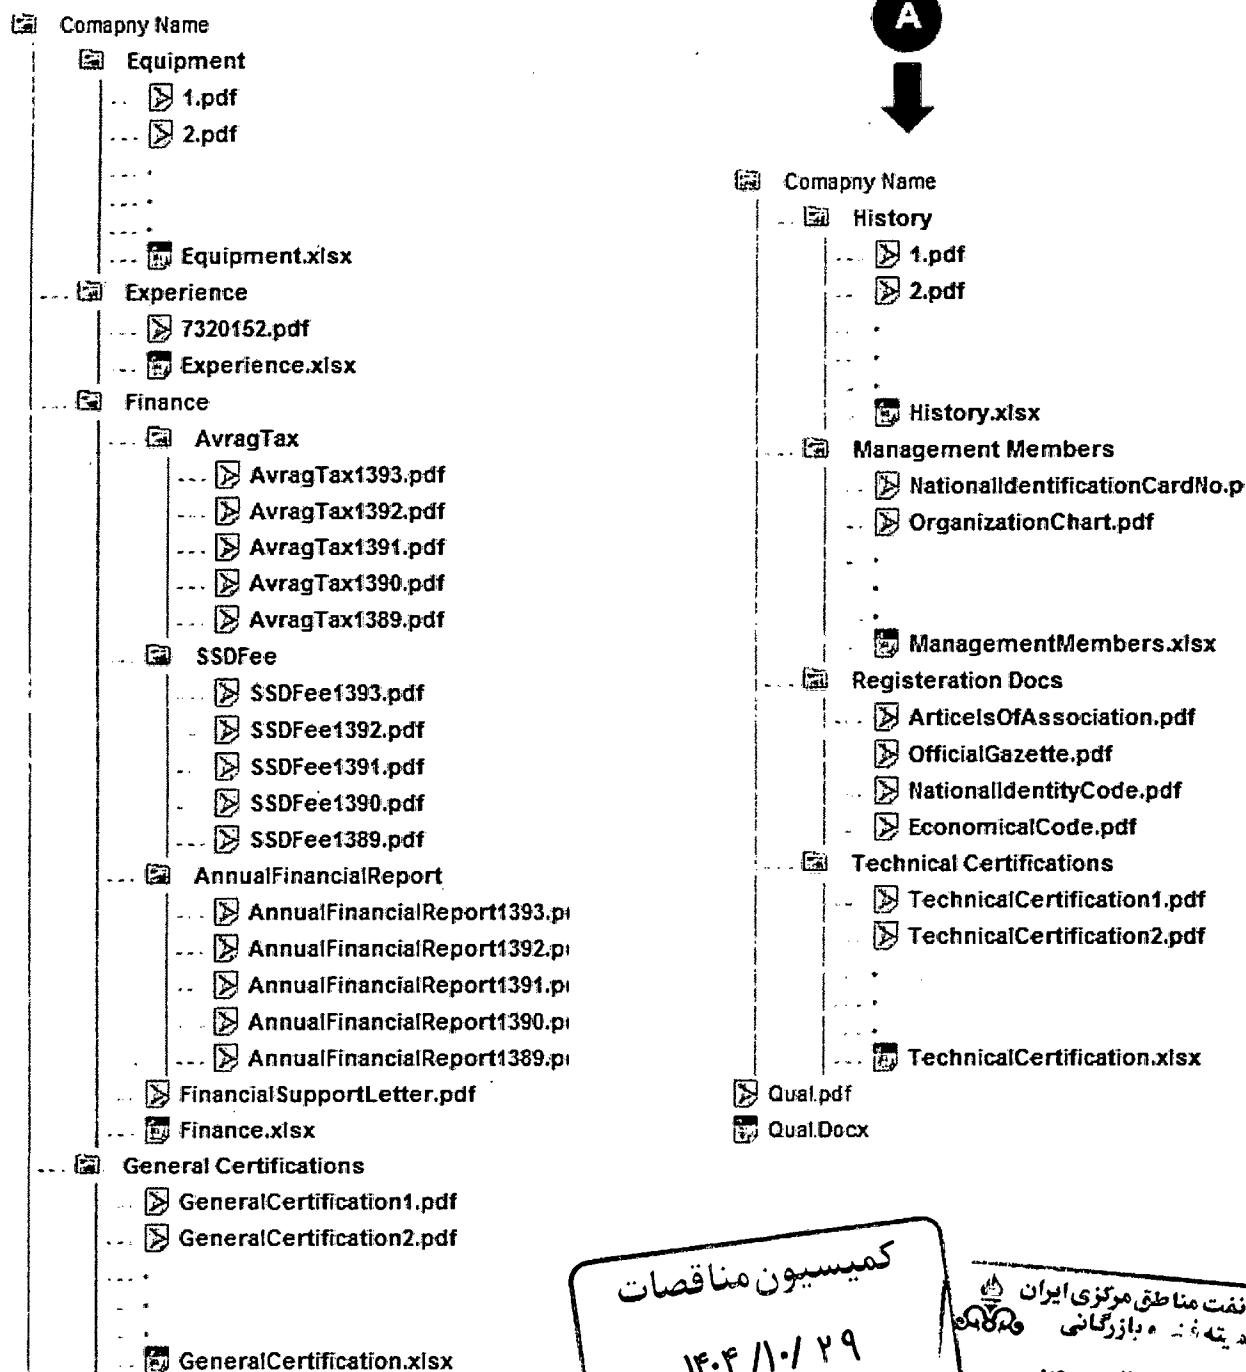 Comapny Name
Equipment
1.pdf
2.pdf
Equipment.xlsx
Experience
7320152.pdf
Experience.xlsx
Finance
AvragTax
AvragTax1393.pdf
AvragTax1392.pdf
AvragTax1391.pdf
AvragTax1390.pdf
AvragTax1389.pdf
SSDFee
SSDFee1393.pdf
SSDFee1392.pdf
SSDFee1391.pdf
SSDFee1390.pdf
SSDFee1389.pdf
AnnualFinancialReport
AnnualFinancialReport1393.p
AnnualFinancialReport1392.p
AnnualFinancialReport1391.p
AnnualFinancialReport1390.p
AnnualFinancialReport1389.p
FinancialSupportLetter.pdf
Finance.xlsx
General Certifications
GeneralCertification1.pdf
GeneralCertification2.pdf
GeneralCertification.xlsx
A
Comapny Name
History
1.pdf
2.pdf
History.xlsx
Management Members
NationalIdentificationCardNo.p
OrganizationChart.pdf
ManagementMembers.xlsx
Registeration Docs
ArticelsOfAssociation.pdf
OfficialGazette.pdf
NationalIdentityCode.pdf
EconomicalCode.pdf
Technical Certifications
TechnicalCertification1.pdf
TechnicalCertification2.pdf
TechnicalCertification.xlsx
Qual.pdf
Qual.Docx
کمیسیون مناقصات
۱۴۰۴/۱۰/۲۹
نفت مناطق مرکزی ایران
بازرگانی